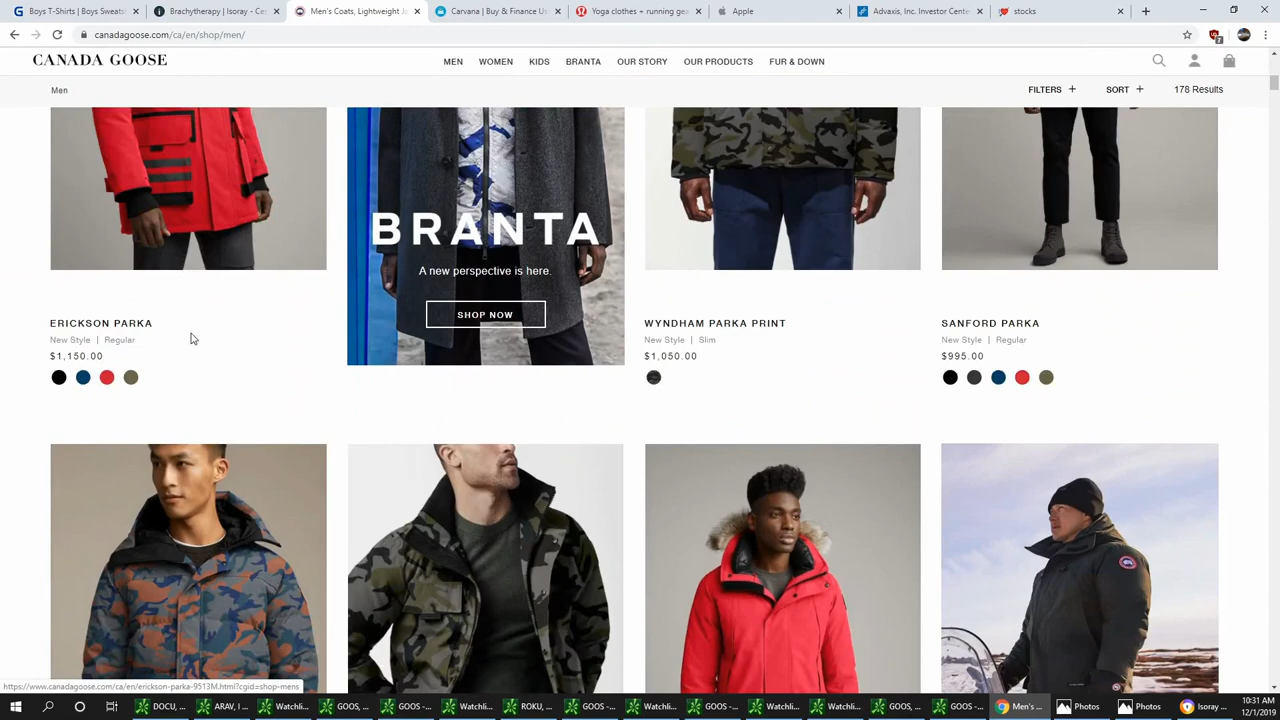 Boys T-Shirts | Boys Sweatsh
Brachytherapy | Isoray - Ces
Men's Coats, Lightweight Ja
Carvana | Buy & Finance Us
Yoga clothes + running gea
Apple
Advaxis, Inc. Investor Cente
stocks
canadagoose.com/ca/en/shop/men/
7
CANADA GOOSE
MEN WOMEN KIDS BRANTA OUR STORY OUR PRODUCTS FUR & DOWN
Men
FILTERS +
SORT +
178 Results
BRANTA
A new perspective is here.
SHOP NOW
ERICKSON PARKA
New Style | Regular
$1,150.00
WYNDHAM PARKA PRINT
New Style | Slim
$1,050.00
SANFORD PARKA
New Style | Regular
$995.00
https://www.canadagoose.com/ca/en/erickson-parka-9513M.html?cgid=shop-mens
DOCU, ...
ARAV, I...
Watchli...
GOOS, ...
GOOS -...
Watchli...
ROKU, ...
GOOS -...
Watchli...
GOOS -...
Watchli...
GOOS, ...
GOOS -...
Men's ...
Photos
Photos
Isoray ...
10:31 AM
12/1/2019